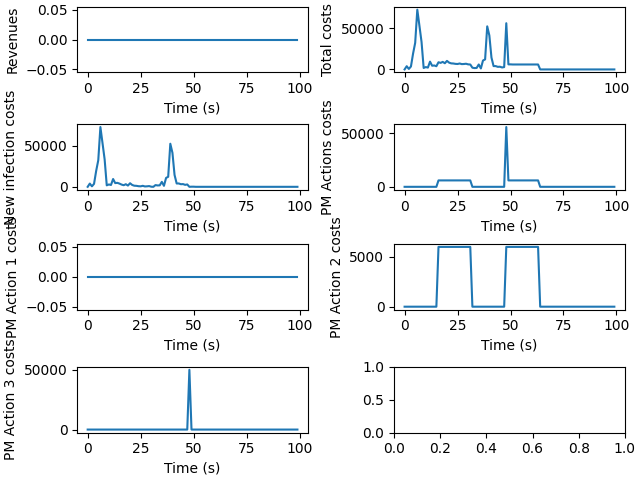 Revenues
0.05
0.00
−0.05
0 25 50 75 100
Time (s)
Total costs
50000
0
0 25 50 75 100
Time (s)
New infection costs
50000
0
0 25 50 75 100
Time (s)
PM Actions costs
50000
0
0 25 50 75 100
Time (s)
PM Action 1 costs
0.05
0.00
−0.05
0 25 50 75 100
Time (s)
PM Action 2 costs
5000
0
0 25 50 75 100
Time (s)
PM Action 3 costs
50000
0
0 25 50 75 100
Time (s)
1.0
0.5
0.0
0.0 0.2 0.4 0.6 0.8 1.0